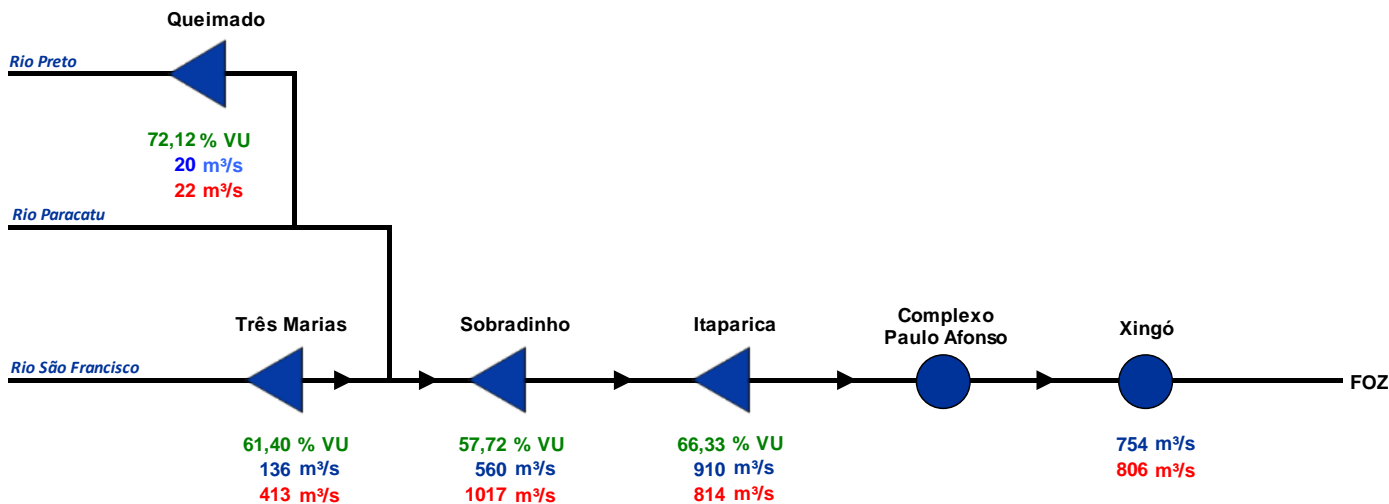 Queimado
Rio Preto
72,12 % VU
20 m³/s
22 m³/s
Rio Paracatu
Três Marias
Sobradinho
Itaparica
Complexo
Paulo Afonso
Xingó
Rio São Francisco
FOZ
61,40 % VU
136 m³/s
413 m³/s
57,72 % VU
560 m³/s
1017 m³/s
66,33 % VU
910 m³/s
814 m³/s
754 m³/s
806 m³/s